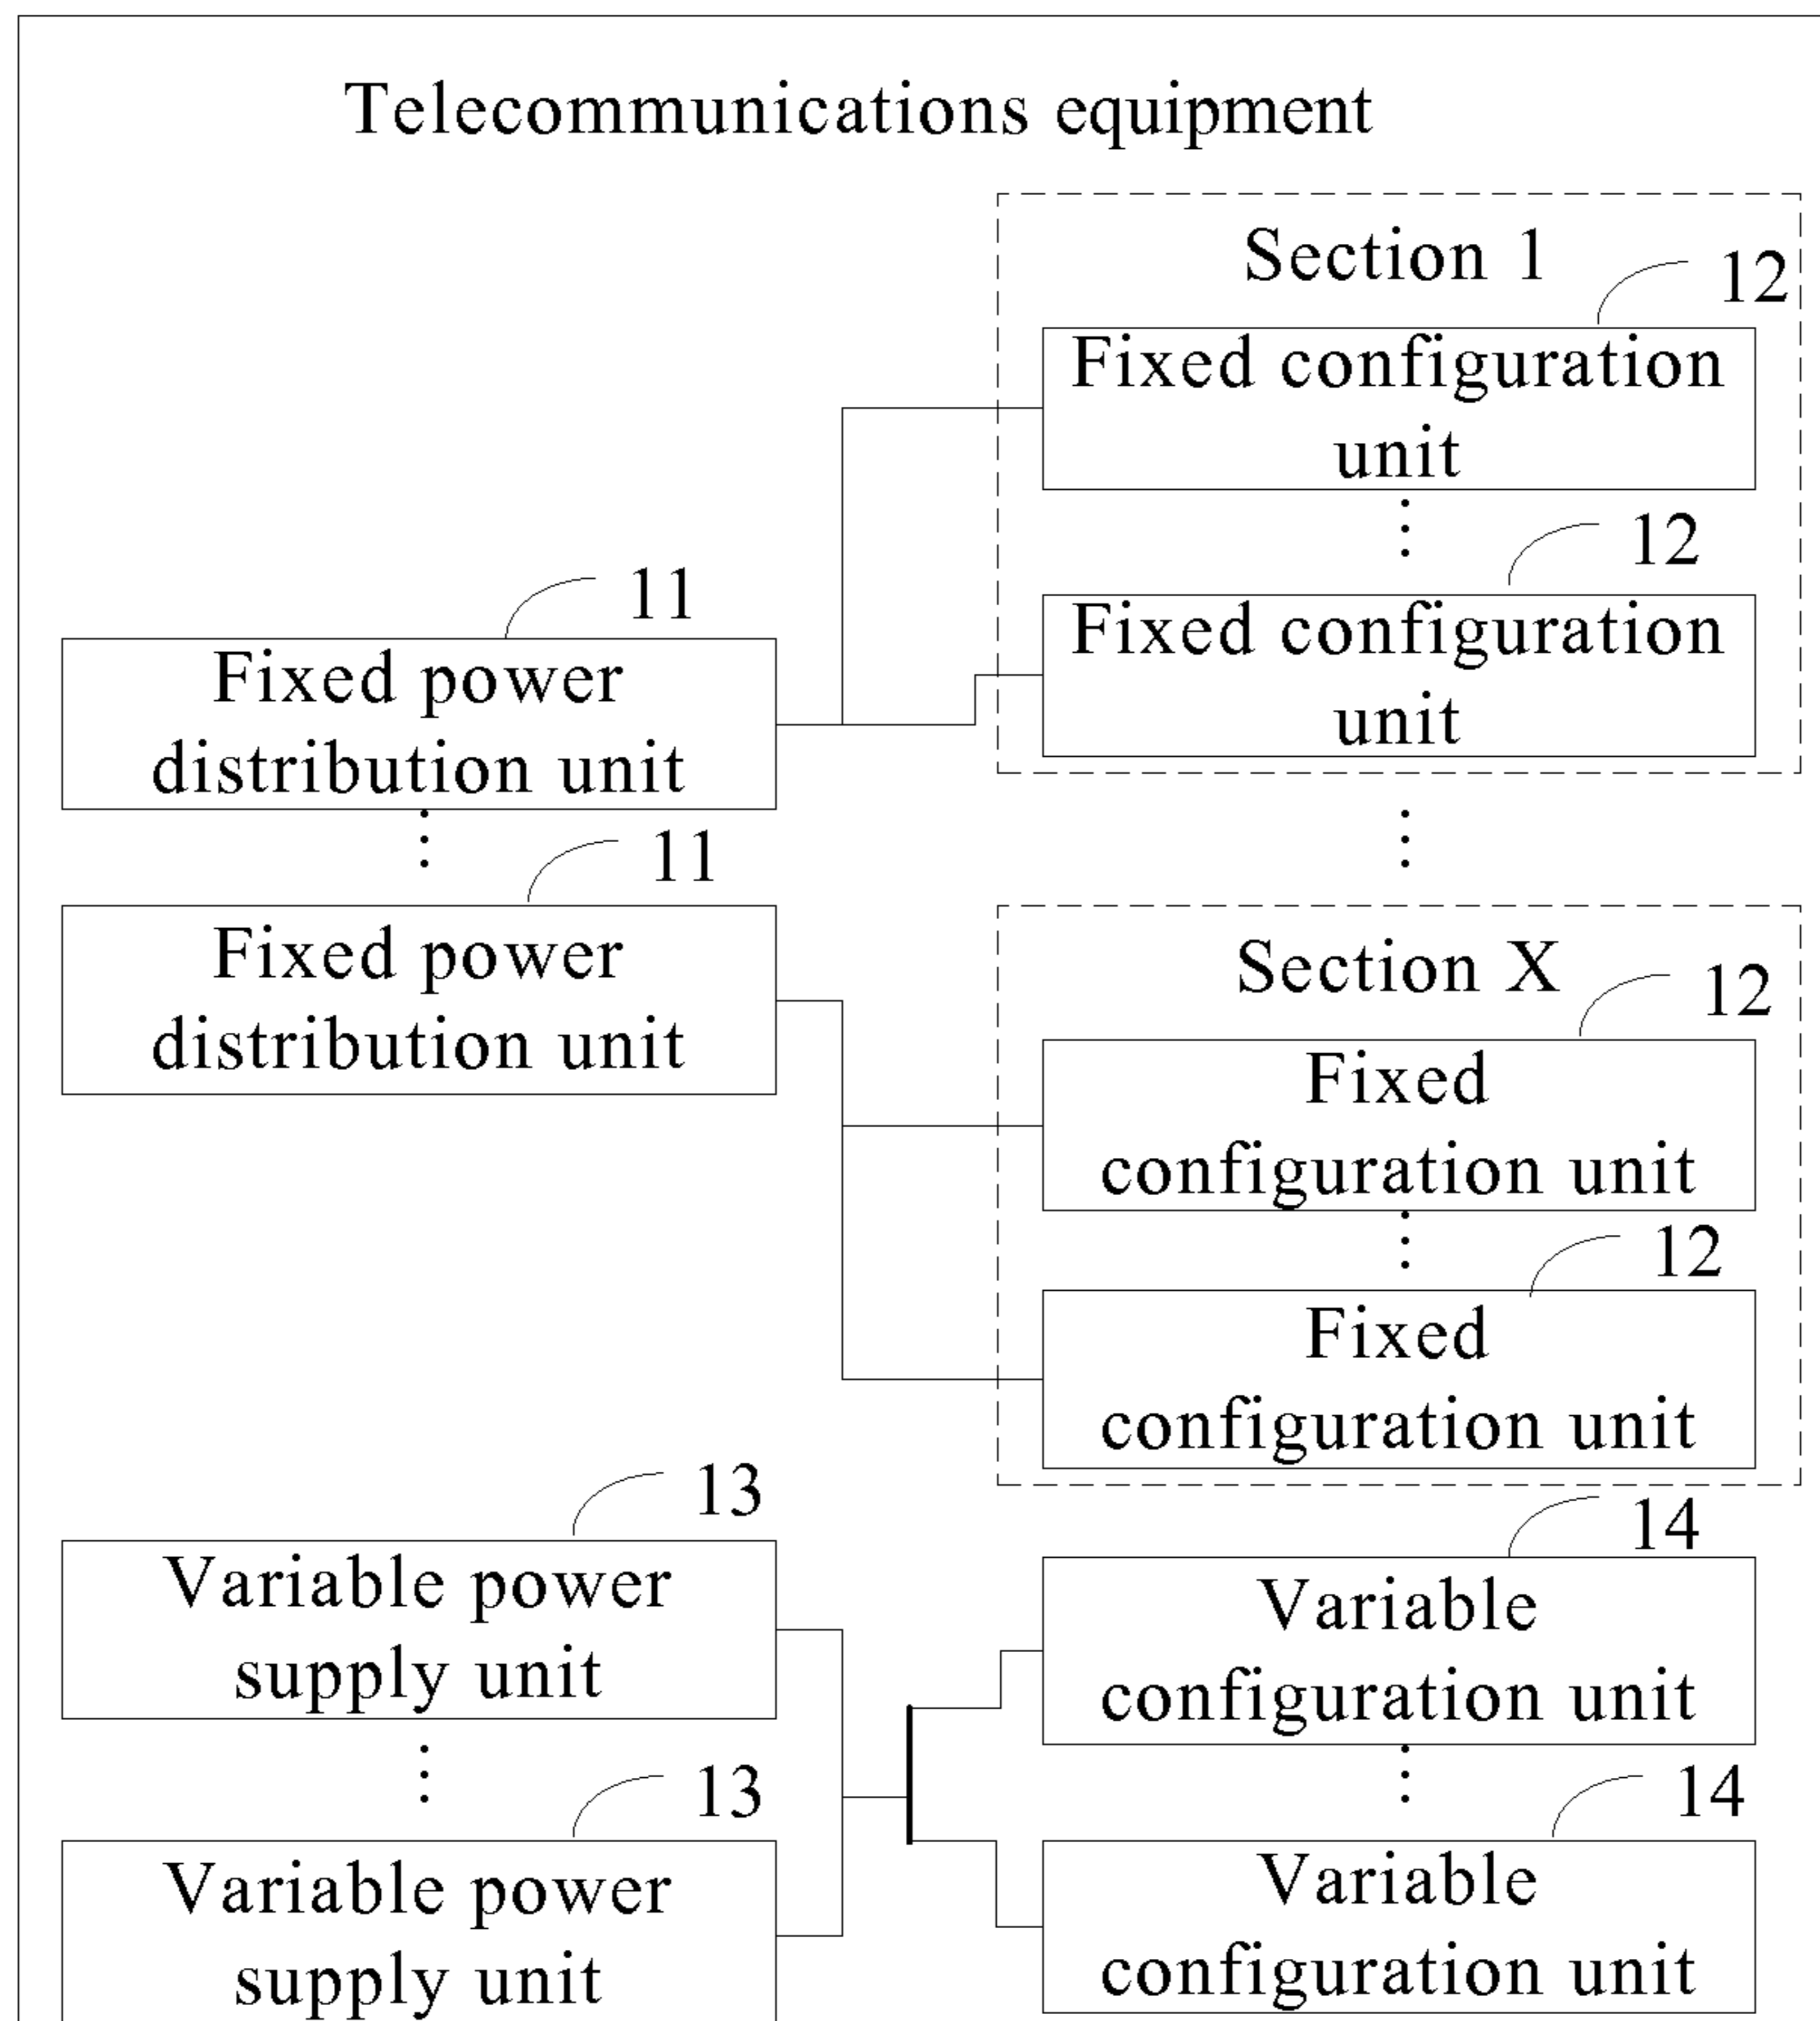 Telecommunications equipment
Section 1
12
Fixed configuration
unit
12
Fixed configuration
unit
11
Fixed power
distribution unit
11
Fixed power
distribution unit
Section X
12
Fixed
configuration unit
12
Fixed
configuration unit
13
Variable power
supply unit
13
Variable power
supply unit
14
Variable
configuration unit
14
Variable
configuration unit